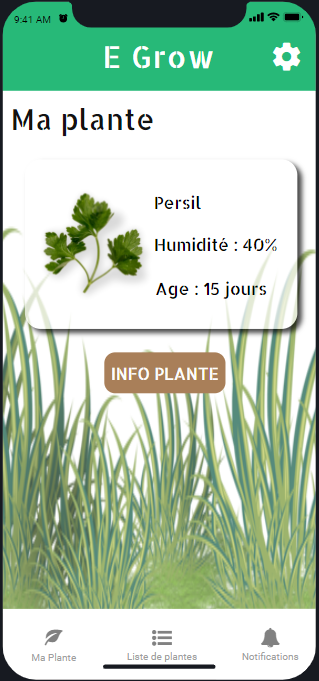 9:41 AM
E Grow
Ma plante
Persil
Humidité : 40%
Age : 15 jours
INFO PLANTE
Ma Plante
Liste de plantes
Notifications